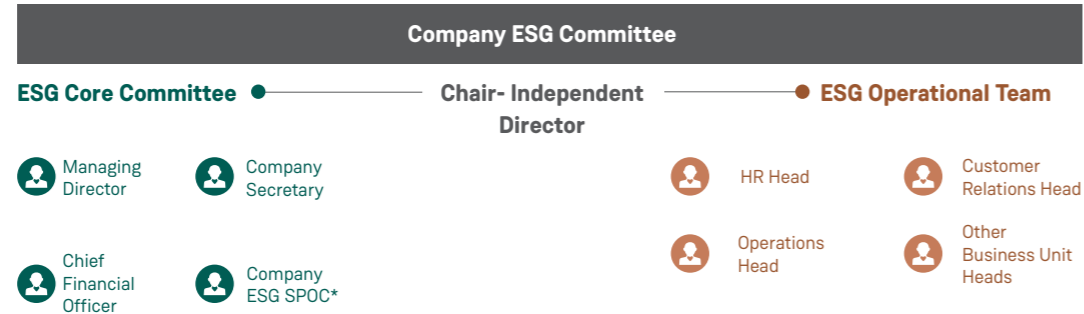 Company ESG Committee
ESG Core Committee
Chair- Independent
Director
ESG Operational Team
Managing
Director
Company
Secretary
Chief
Financial
Officer
Company
ESG SPOC*
HR Head
Customer
Relations Head
Operations
Head
Other
Business Unit
Heads